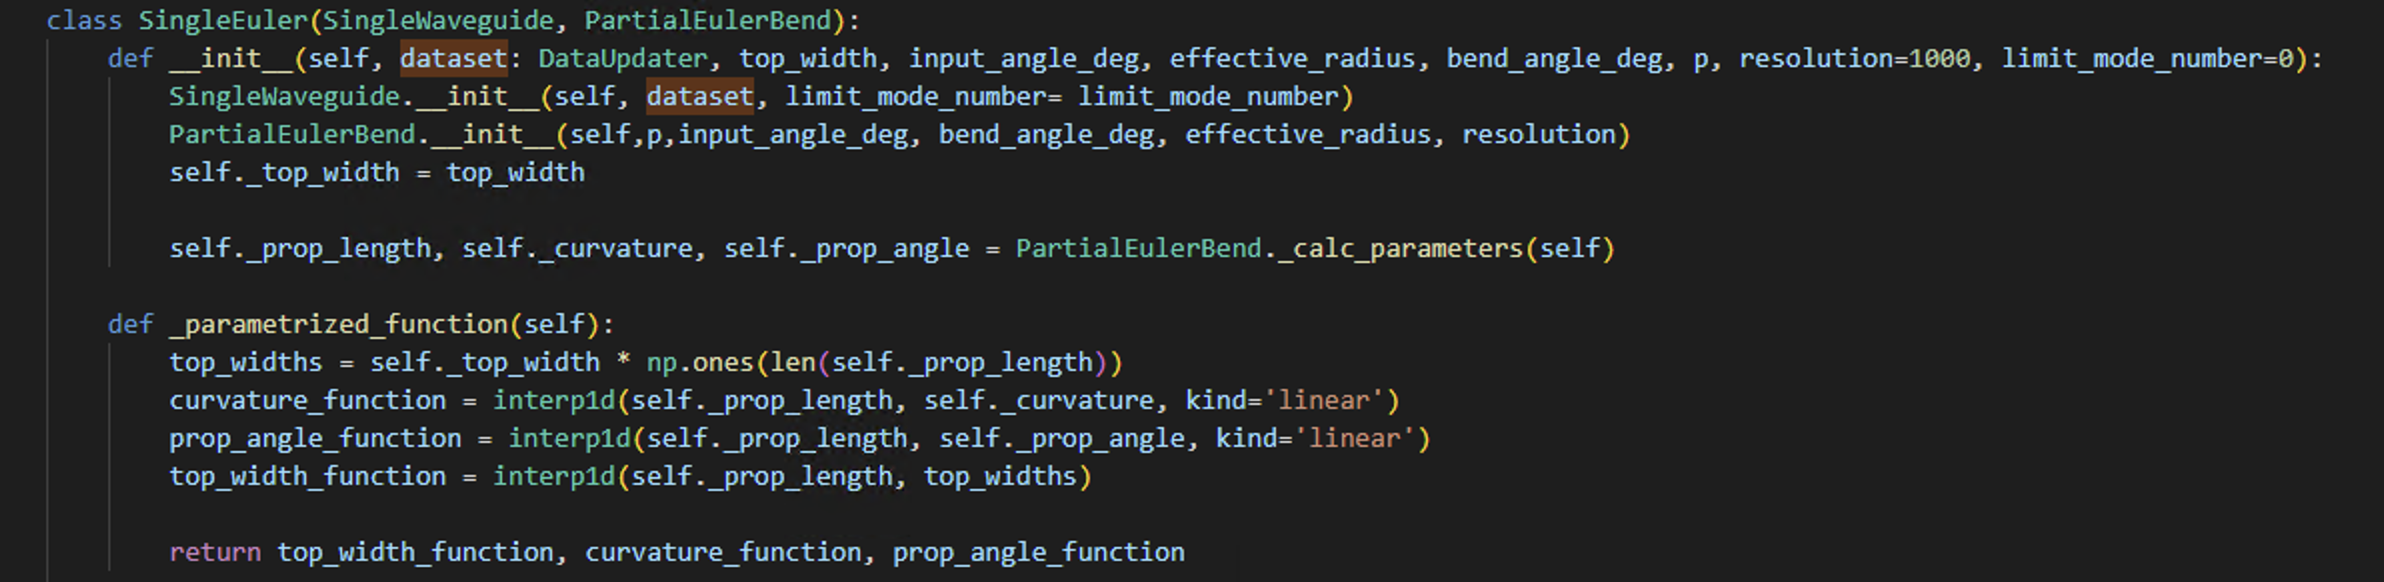 class SingleEuler(SingleWaveguide, PartialEulerBend):
    def __init__(self, dataset: DataUpdater, top_width, input_angle_deg, effective_radius, bend_angle_deg, p, resolution=1000, limit_mode_number=0):
        SingleWaveguide.__init__(self, dataset, limit_mode_number= limit_mode_number)
        PartialEulerBend.__init__(self,p,input_angle_deg, bend_angle_deg, effective_radius, resolution)
        self._top_width = top_width
        self._prop_length, self._curvature, self._prop_angle = PartialEulerBend._calc_parameters(self)
    def _parametrized_function(self):
        top_widths = self._top_width * np.ones(len(self._prop_length))
        curvature_function = interp1d(self._prop_length, self._curvature, kind='linear')
        prop_angle_function = interp1d(self._prop_length, self._prop_angle, kind='linear')
        top_width_function = interp1d(self._prop_length, top_widths)
        return top_width_function, curvature_function, prop_angle_function